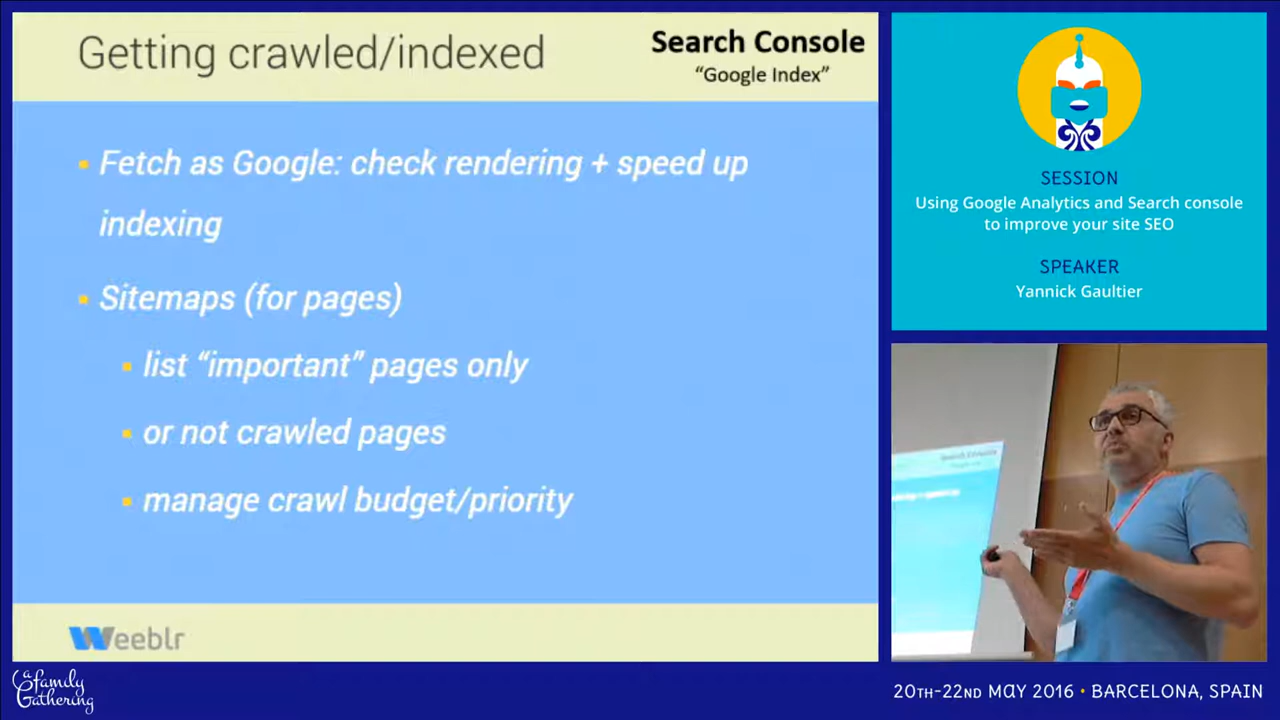 Getting crawled/indexed
Search Console
“Google Index”
Fetch as Google: check rendering + speed up
indexing
Sitemaps (for pages)
list “important” pages only
or not crawled pages
manage crawl budget/priority
Weeblr
SESSION
Using Google Analytics and Search console
to improve your site SEO
SPEAKER
Yannick Gaultier
a family
Gathering
20TH-22ND MAY 2016 • BARCELONA, SPAIN